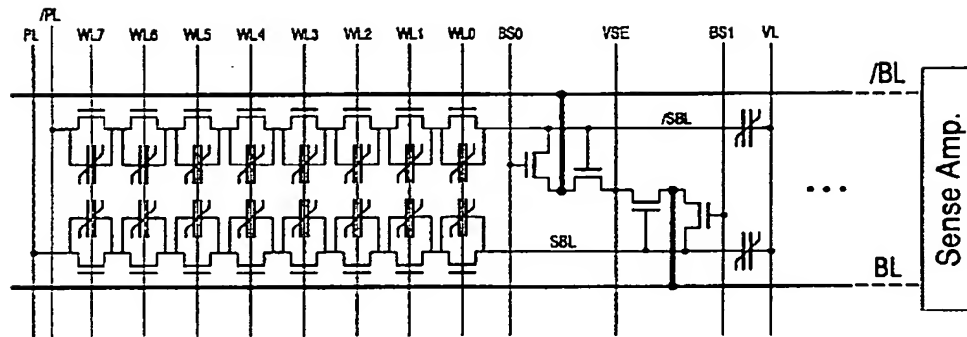 /PL
PL WL7 WL6 WL5 WL4 WL3 WL2 WL1 WL0 BS0 VSE BS1 VL
/BL
/SBL
SBL
BL
Sense Amp.